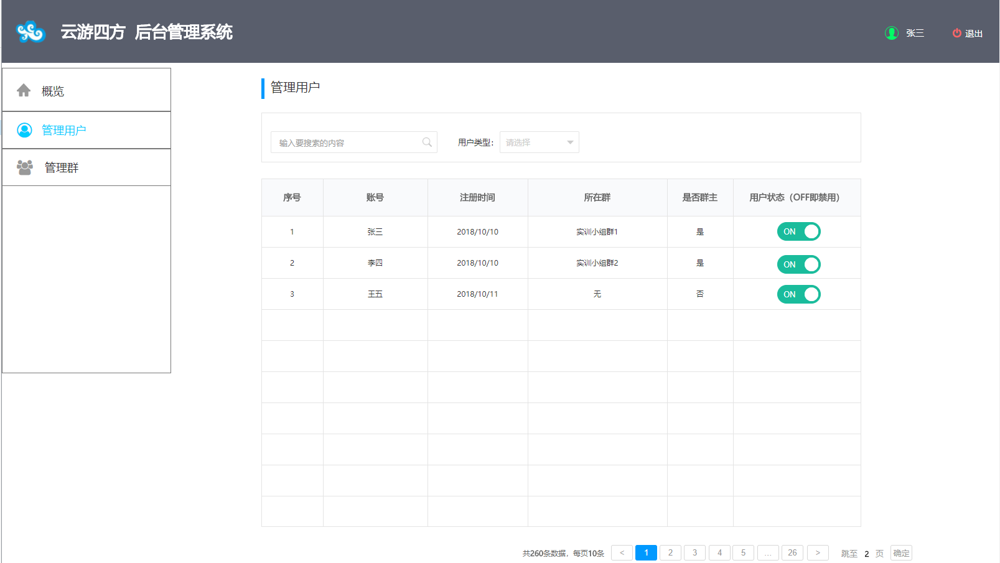 云游四方 后台管理系统
张三
退出
概览
管理用户
管理群
管理用户
输入要搜索的内容
用户类型：
请选择
序号 账号 注册时间 所在群 是否群主 用户状态（OFF即禁用）
1 张三 2018/10/10 实训小组群1 是 ON
2 李四 2018/10/10 实训小组群2 是 ON
3 王五 2018/10/11 无 否 ON
共260条数据，每页10条 < 1 2 3 4 5 ... 26 > 跳至 2 页 确定